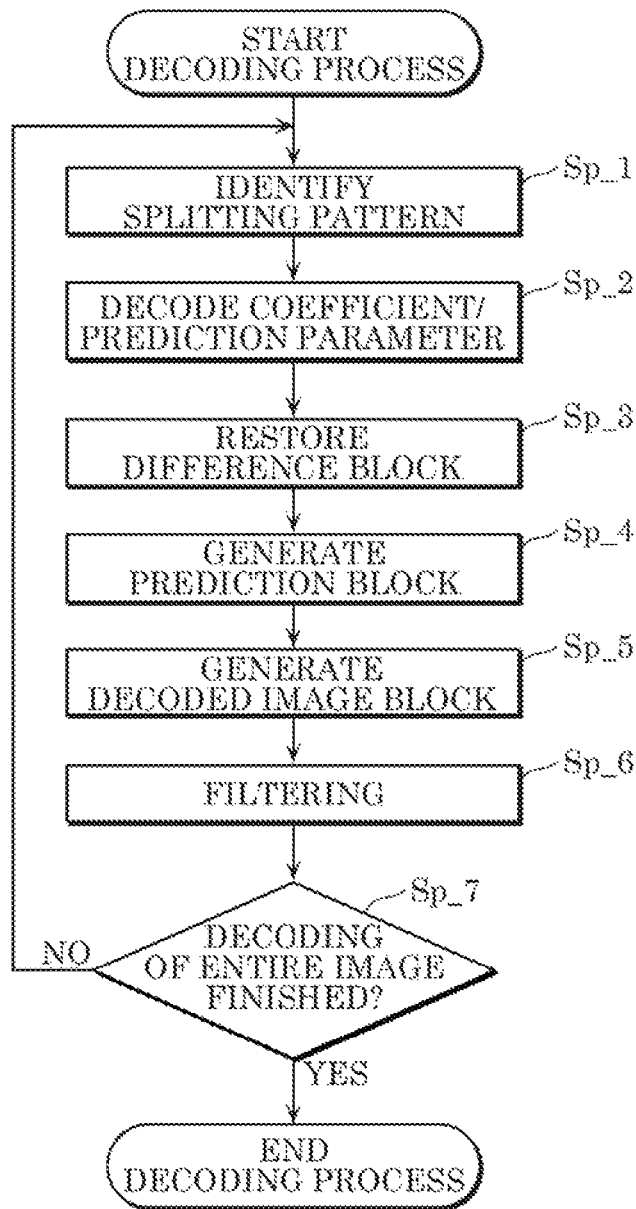 START
DECODING PROCESS
Sp_1
IDENTIFY
SPLITTING PATTERN
Sp_2
DECODE COEFFICIENT/
PREDICTION PARAMETER
Sp_3
RESTORE
DIFFERENCE BLOCK
Sp_4
GENERATE
PREDICTION BLOCK
Sp_5
GENERATE
DECODED IMAGE BLOCK
Sp_6
FILTERING
Sp_7
DECODING
OF ENTIRE IMAGE
FINISHED?
NO
YES
END
DECODING PROCESS